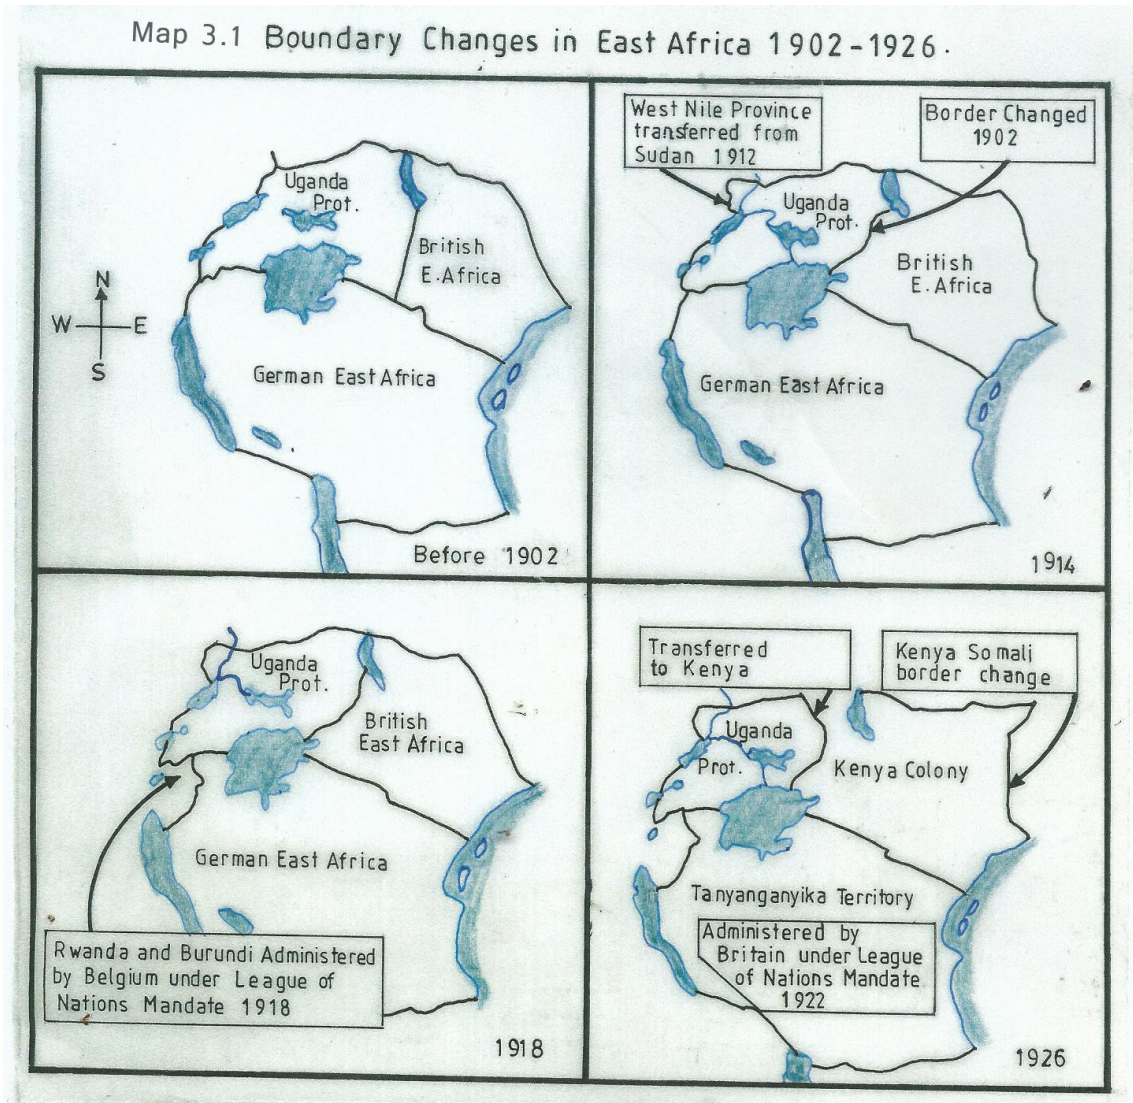 Map 3.1 Boundary Changes in East Africa 1902-1926.
Uganda
Prot.
British
E. Africa
N
W
E
S
German East Africa
Before 1902
West Nile Province
transferred from
Sudan 1912
Border Changed
1902
Uganda
Prot.
British
E. Africa
German East Africa
1914
Uganda
Prot.
British
East Africa
German East Africa
Rwanda and Burundi Administered
by Belgium under League of
Nations Mandate 1918
1918
Transferred
to Kenya
Kenya Somali
border change
Uganda
Prot.
Kenya Colony
Tanyanganyika Territory
Administered by
Britain under League
of Nations Mandate
1922
1926